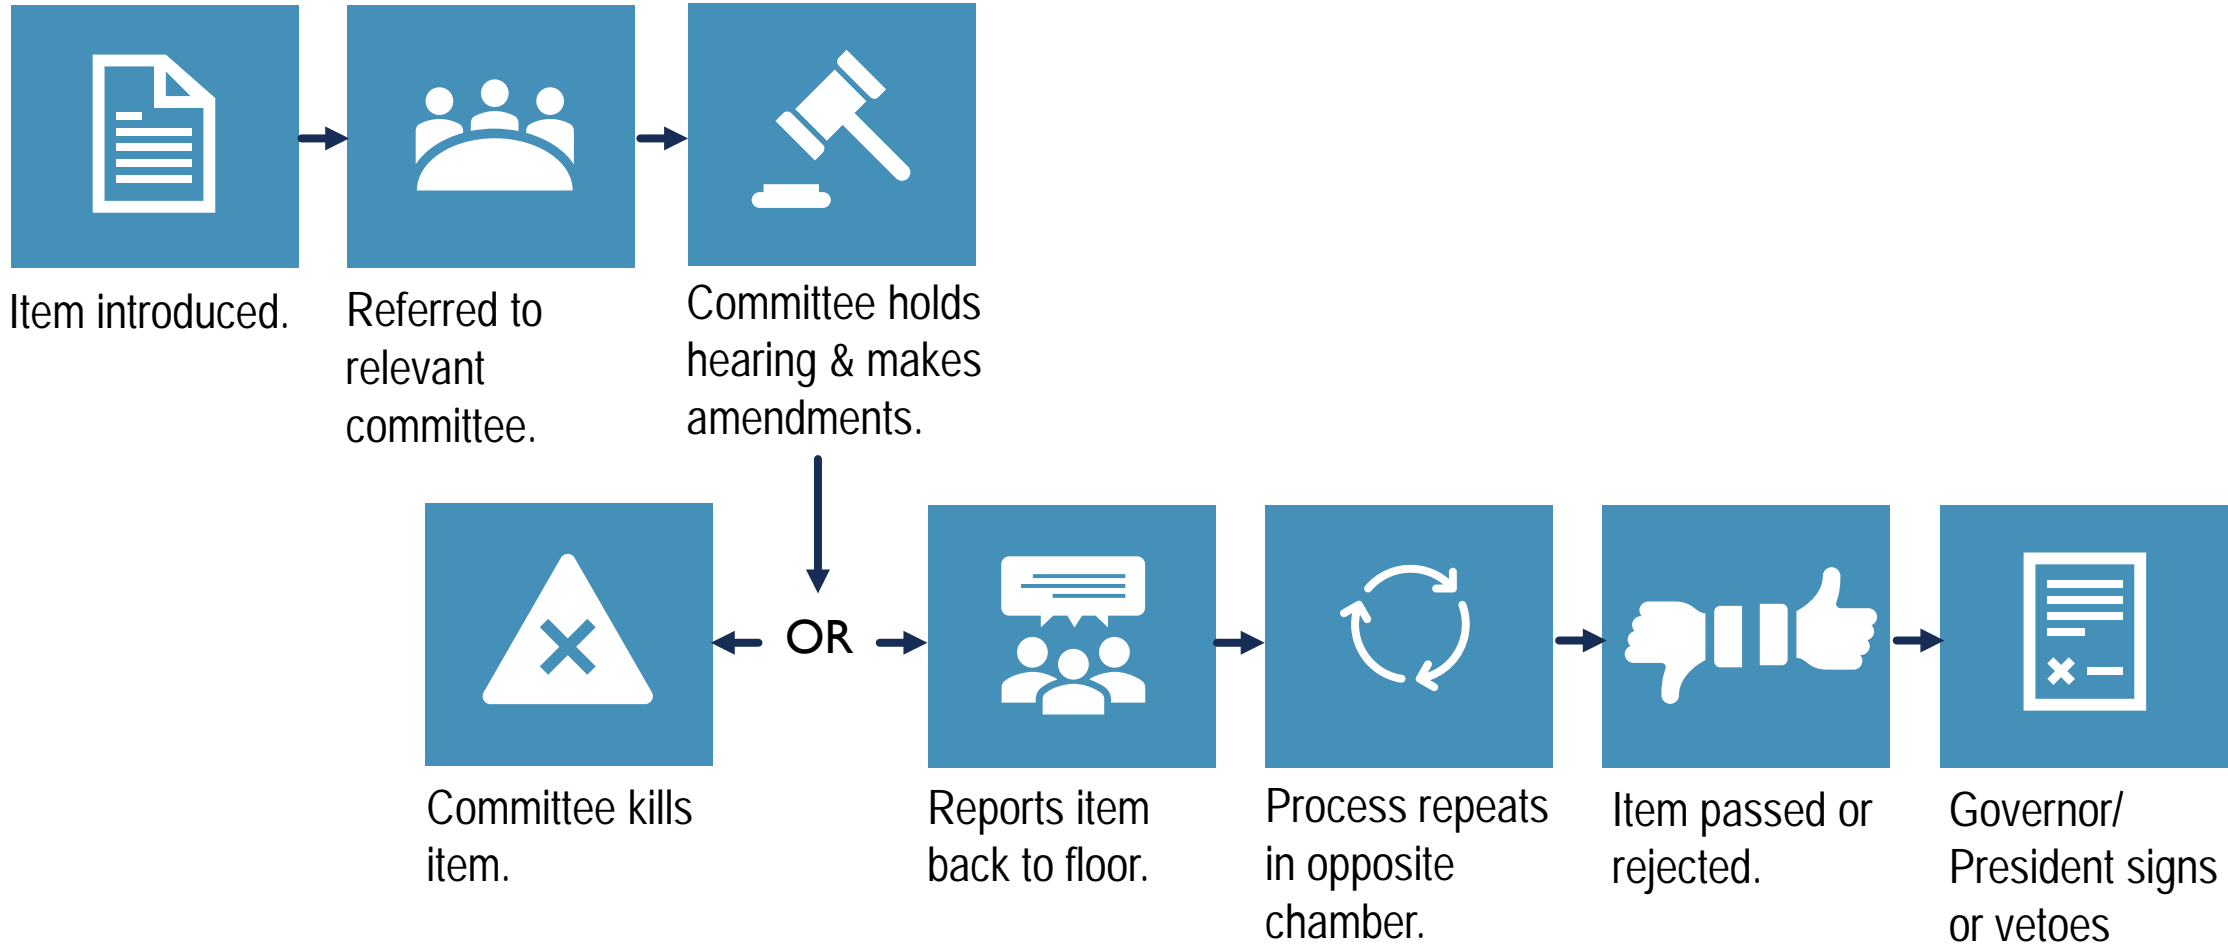 Item introduced.
Referred to
relevant
committee.
Committee holds
hearing & makes
amendments.
OR
Committee kills
item.
Reports item
back to floor.
Process repeats
in opposite
chamber.
Item passed or
rejected.
Governor/
President signs
or vetoes